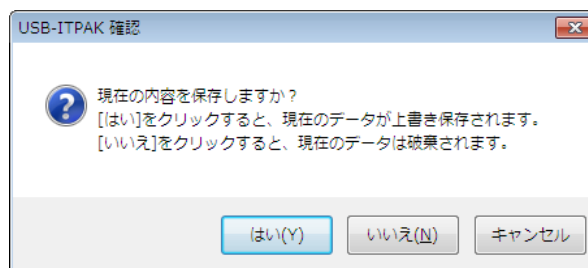 USB-ITPAK 確認
現在の内容を保存しますか？
[はい]をクリックすると、現在のデータが上書き保存されます。
[いいえ]をクリックすると、現在のデータは破棄されます。
はい(Y) いいえ(N) キャンセル